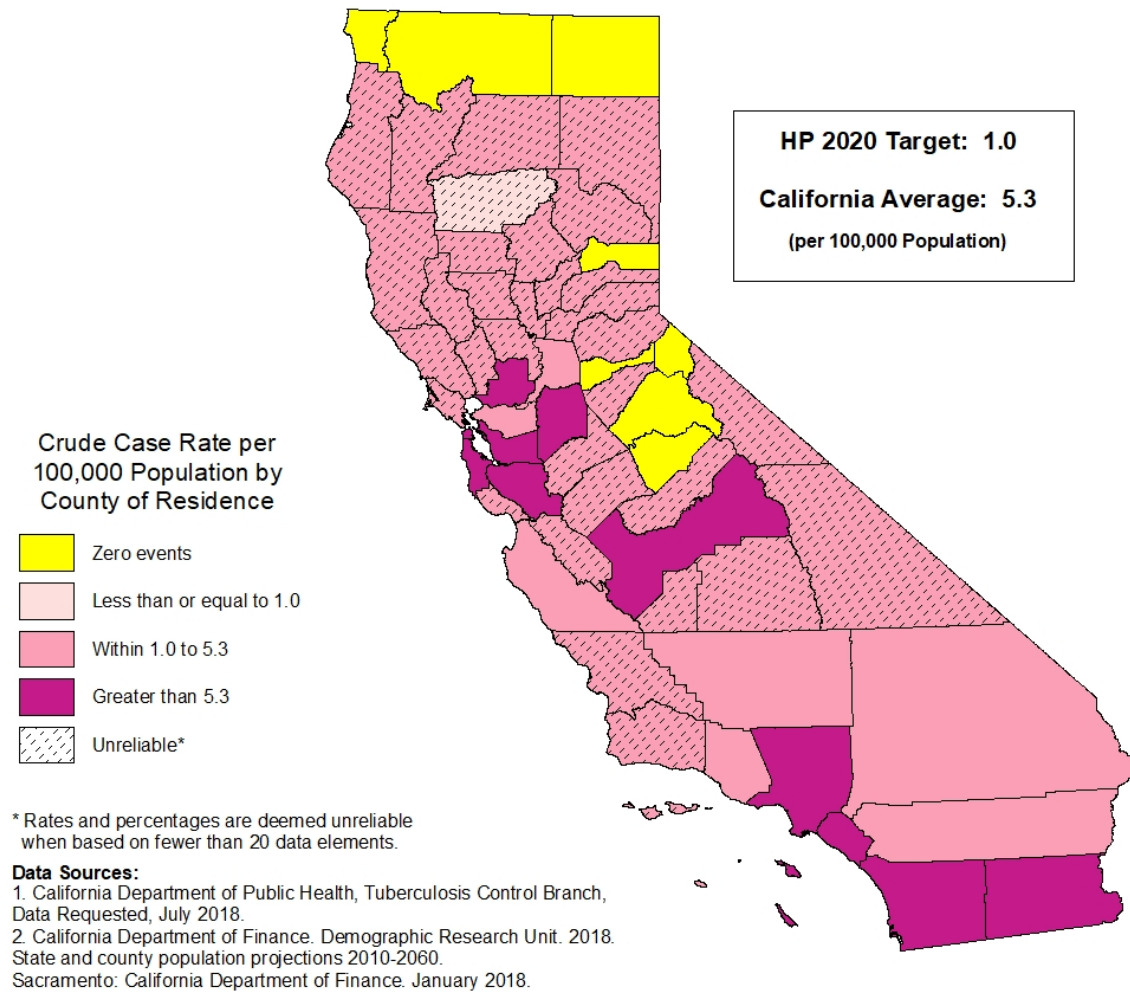 HP 2020 Target: 1.0
California Average: 5.3
(per 100,000 Population)
Crude Case Rate per
100,000 Population by
County of Residence
Zero events
Less than or equal to 1.0
Within 1.0 to 5.3
Greater than 5.3
Unreliable*
* Rates and percentages are deemed unreliable
when based on fewer than 20 data elements.
Data Sources:
1. California Department of Public Health, Tuberculosis Control Branch,
Data Requested, July 2018.
2. California Department of Finance. Demographic Research Unit. 2018.
State and county population projections 2010-2060.
Sacramento: California Department of Finance. January 2018.